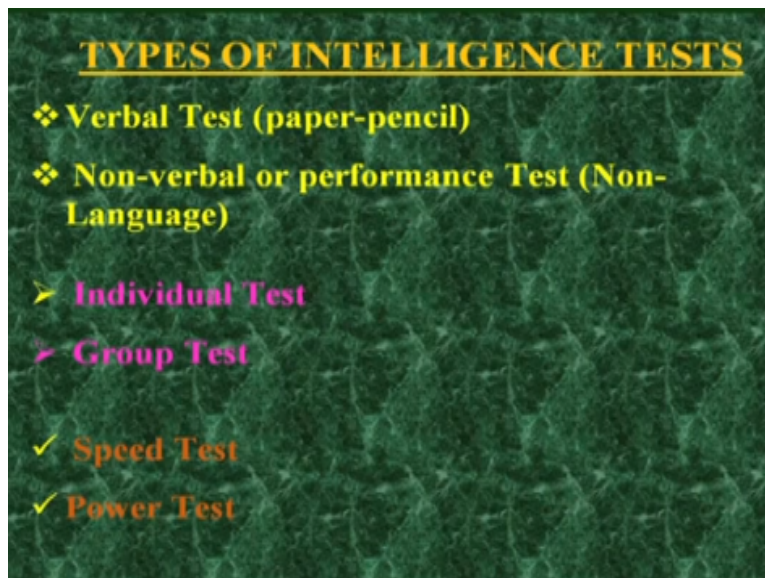 TYPES OF INTELLIGENCE TESTS
❖ Verbal Test (paper-pencil)
❖ Non-verbal or performance Test (Non-
Language)
➢ Individual Test
➢ Group Test
✓ Speed Test
✓ Power Test